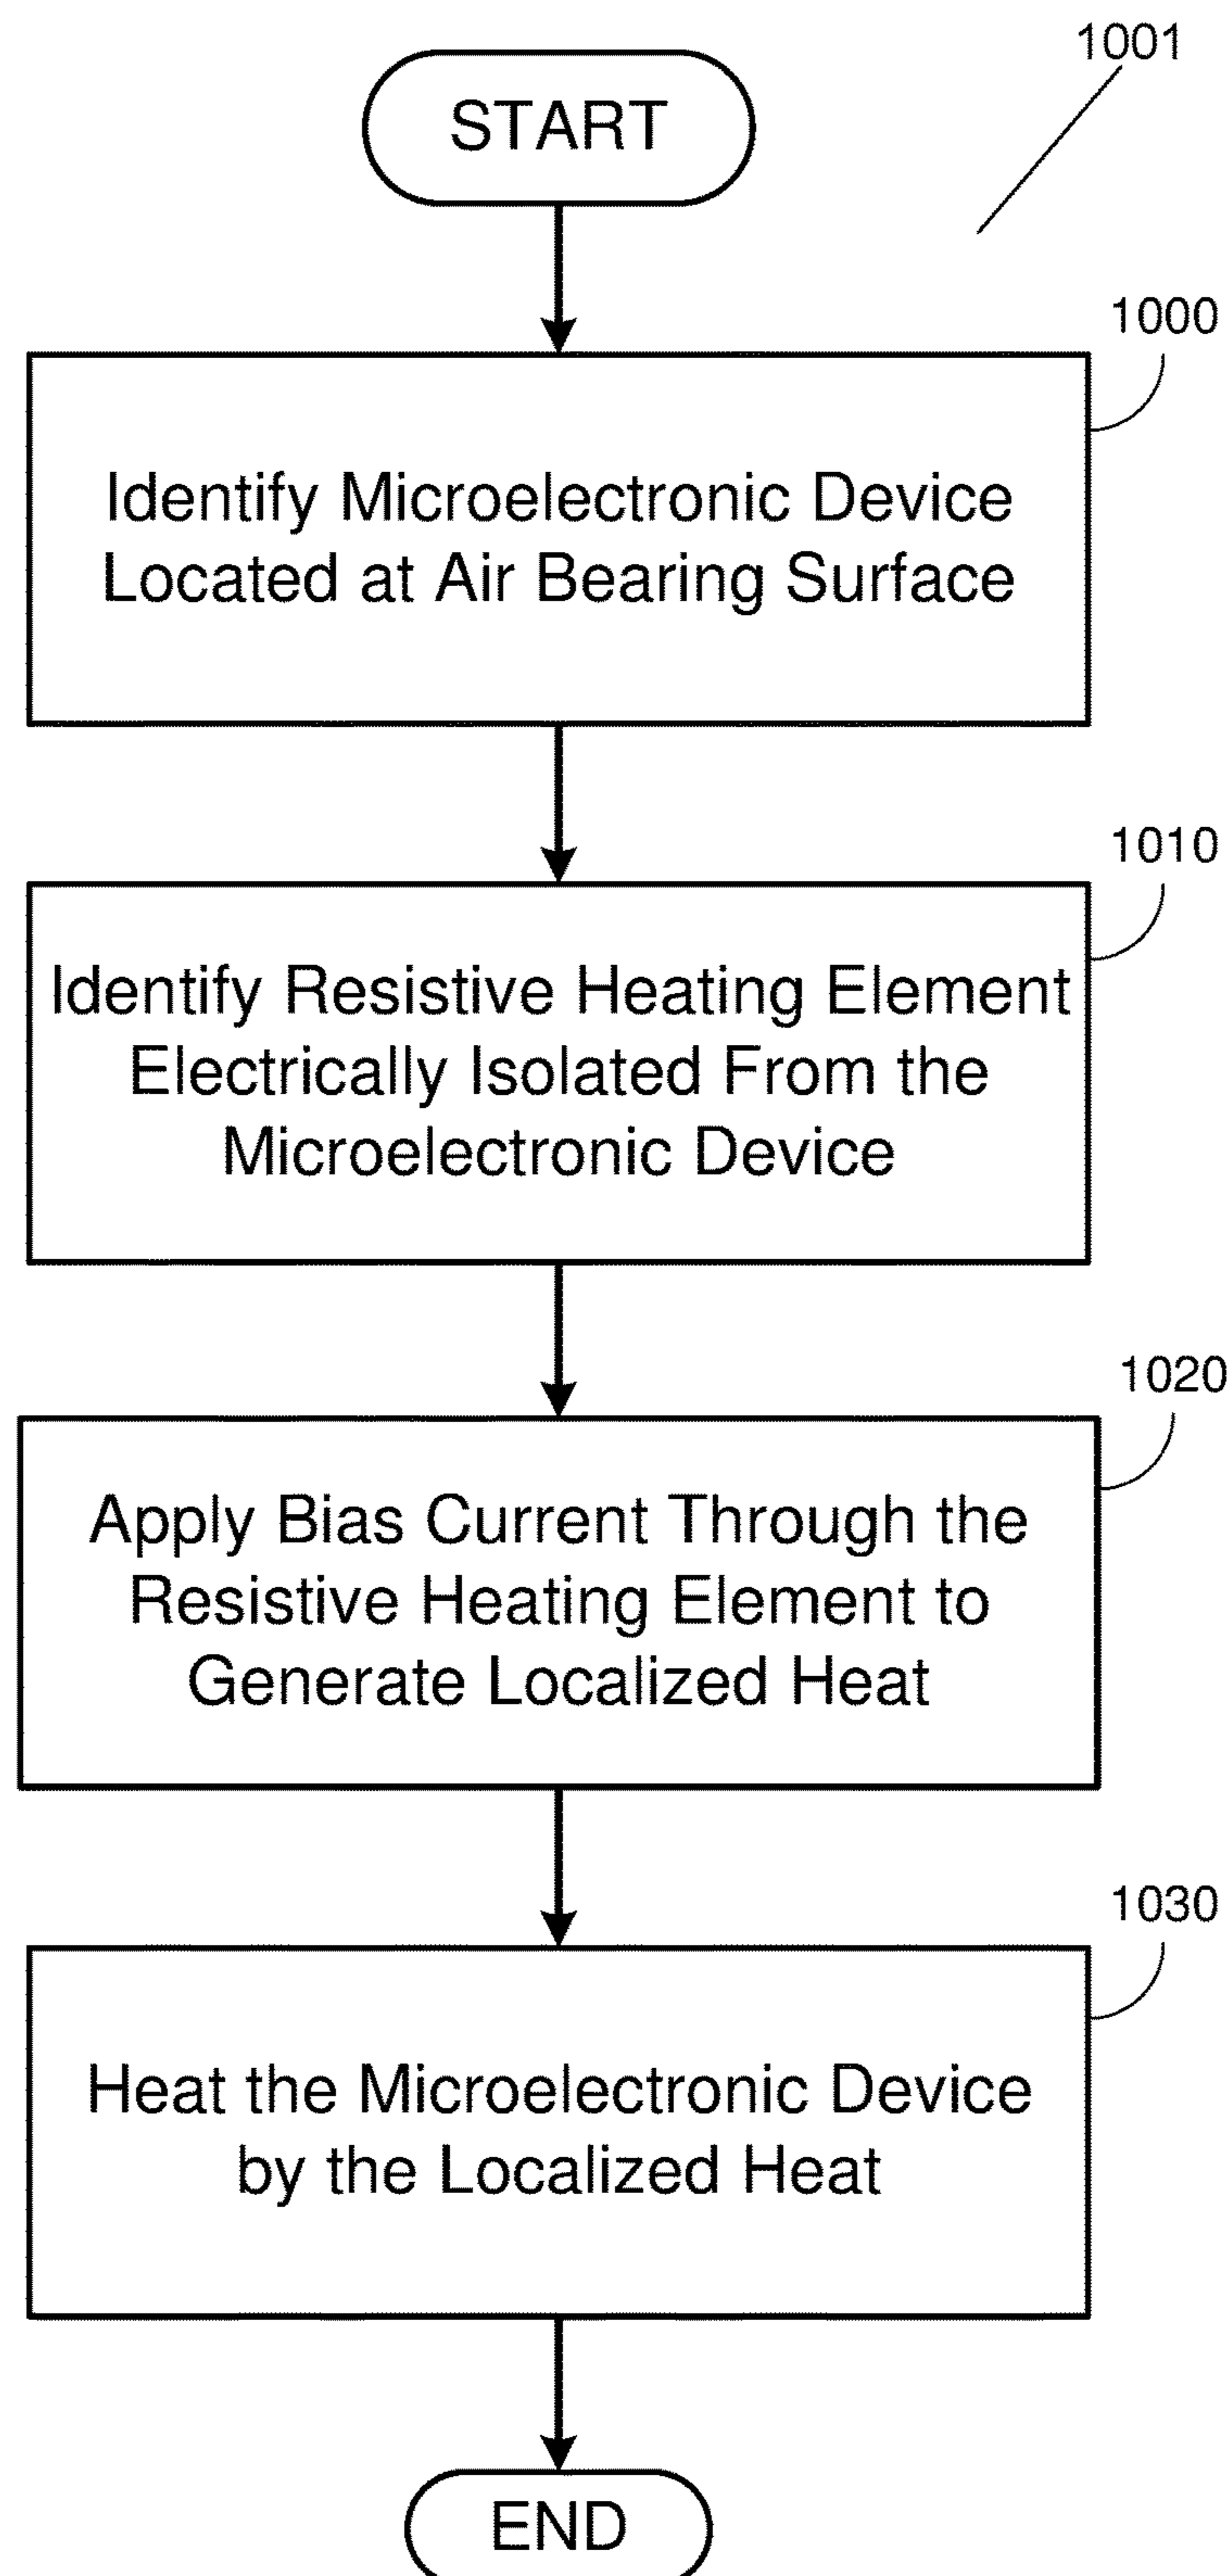 1001
START
1000
Identify Microelectronic Device
Located at Air Bearing Surface
1010
Identify Resistive Heating Element
Electrically Isolated From the
Microelectronic Device
1020
Apply Bias Current Through the
Resistive Heating Element to
Generate Localized Heat
1030
Heat the Microelectronic Device
by the Localized Heat
END